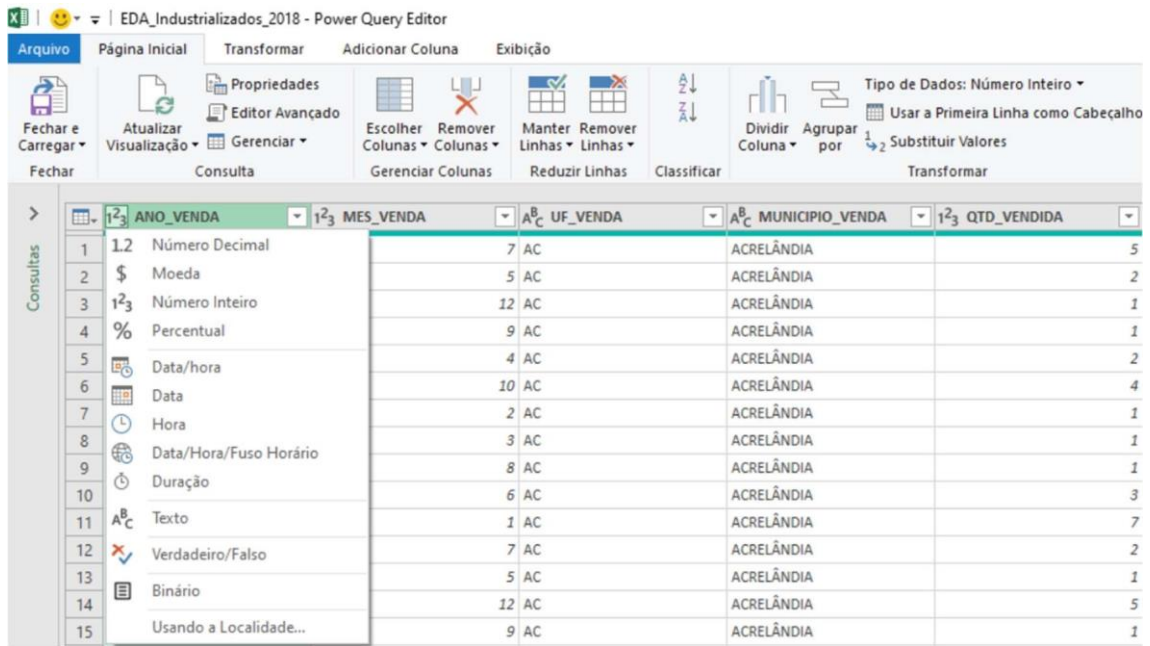 EDA_Industrializados_2018 - Power Query Editor
Arquivo Página Inicial Transformar Adicionar Coluna Exibição
Fechar e Carregar
Fechar
Atualizar Visualização
Propriedades
Editor Avançado
Gerenciar
Consulta
Escolher Colunas
Remover Colunas
Gerenciar Colunas
Manter Linhas
Remover Linhas
Reduzir Linhas
Classificar
Dividir Coluna
Agrupar por
Tipo de Dados: Número Inteiro
Usar a Primeira Linha como Cabeçalho
Substituir Valores
Transformar
Consultas
1²3 ANO_VENDA 1²3 MES_VENDA ABC UF_VENDA ABC MUNICIPIO_VENDA 1²3 QTD_VENDIDA
1 7 AC ACRELÂNDIA 5
2 5 AC ACRELÂNDIA 2
3 12 AC ACRELÂNDIA 1
4 9 AC ACRELÂNDIA 1
5 4 AC ACRELÂNDIA 2
6 10 AC ACRELÂNDIA 4
7 2 AC ACRELÂNDIA 1
8 3 AC ACRELÂNDIA 1
9 8 AC ACRELÂNDIA 1
10 6 AC ACRELÂNDIA 3
11 1 AC ACRELÂNDIA 7
12 7 AC ACRELÂNDIA 2
13 5 AC ACRELÂNDIA 1
14 12 AC ACRELÂNDIA 5
15 9 AC ACRELÂNDIA 1
1.2 Número Decimal
$ Moeda
1²3 Número Inteiro
% Percentual
Data/hora
Data
Hora
Data/Hora/Fuso Horário
Duração
ABC Texto
Verdadeiro/Falso
Binário
Usando a Localidade...